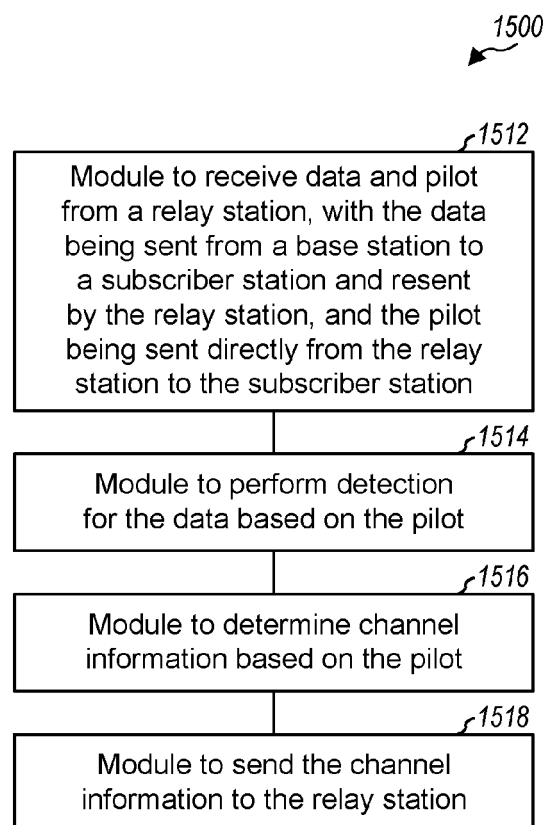 1500
1512
Module to receive data and pilot
from a relay station, with the data
being sent from a base station to
a subscriber station and resent
by the relay station, and the pilot
being sent directly from the relay
station to the subscriber station
1514
Module to perform detection
for the data based on the pilot
1516
Module to determine channel
information based on the pilot
1518
Module to send the channel
information to the relay station